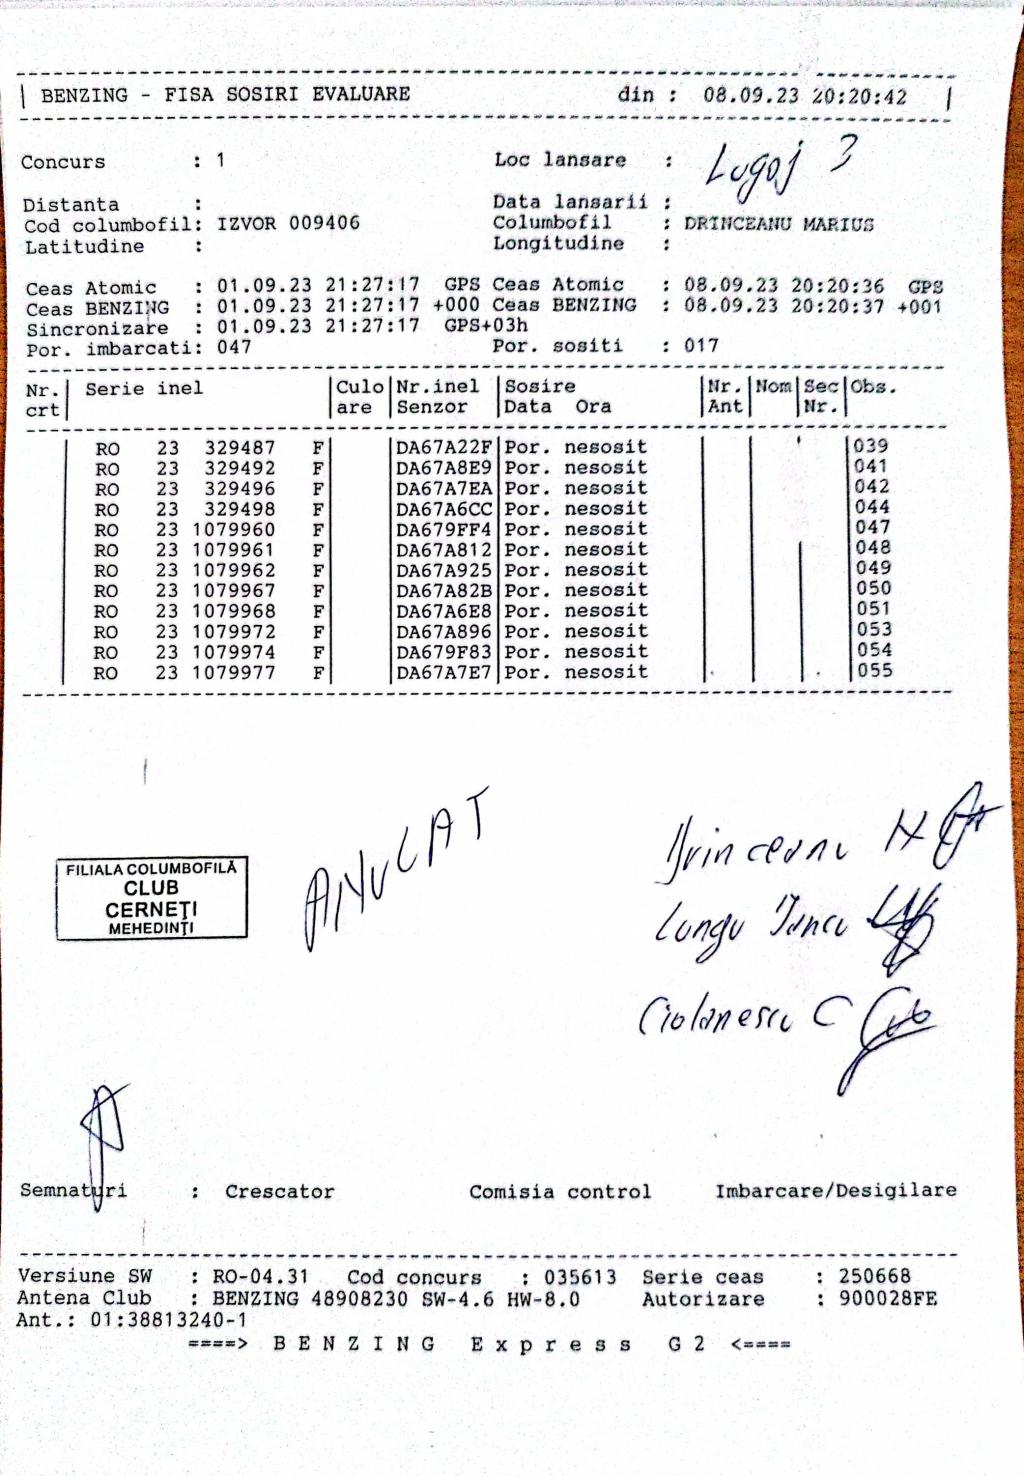 BENZING - FISA SOSIRI EVALUARE din : 08.09.23 20:20:42
Concurs : 1 Loc lansare : Lugoj 3
Distanta : Data lansarii :
Cod columbofil: IZVOR 009406 Columbofil : DRINCEANU MARIUS
Latitudine : Longitudine :
Ceas Atomic : 01.09.23 21:27:17 GPS Ceas Atomic : 08.09.23 20:20:36 GPS
Ceas BENZING : 01.09.23 21:27:17 +000 Ceas BENZING : 08.09.23 20:20:37 +001
Sincronizare : 01.09.23 21:27:17 GPS+03h
Por. imbarcati: 047 Por. sositi : 017
Nr. Serie inel Culo Nr.inel Sosire Nr. Nom Sec Obs.
crt are Senzor Data Ora Ant Nr.
RO 23 329487 F DA67A22F Por. nesosit 039
RO 23 329492 F DA67A8E9 Por. nesosit 041
RO 23 329496 F DA67A7EA Por. nesosit 042
RO 23 329498 F DA67A6CC Por. nesosit 044
RO 23 1079960 F DA679FF4 Por. nesosit 047
RO 23 1079961 F DA67A812 Por. nesosit 048
RO 23 1079962 F DA67A925 Por. nesosit 049
RO 23 1079967 F DA67A82B Por. nesosit 050
RO 23 1079968 F DA67A6E8 Por. nesosit 051
RO 23 1079972 F DA67A896 Por. nesosit 053
RO 23 1079974 F DA679F83 Por. nesosit 054
RO 23 1079977 F DA67A7E7 Por. nesosit 055
ANULAT
Drinceanu
FILIALA COLUMBOFILĂ
CLUB
CERNEŢI
MEHEDINŢI
Lungu Iancu
Ciolanescu C
Semnaturi : Crescator Comisia control Imbarcare/Desigilare
Versiune SW : RO-04.31 Cod concurs : 035613 Serie ceas : 250668
Antena Club : BENZING 48908230 SW-4.6 HW-8.0 Autorizare : 900028FE
Ant.: 01:38813240-1
====> B E N Z I N G E x p r e s s G 2 <====